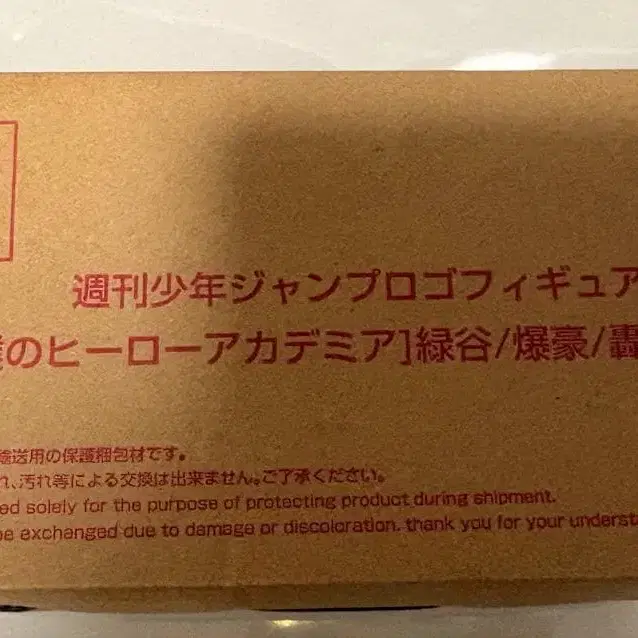 週刊少年ジャンプロゴフィギュア
のヒーローアカデミア]緑谷/爆豪/轟
輸送用の保護梱包材です。
れ、汚れ等による交換は出来ません。ご了承ください。
ed solely for the purpose of protecting product during shipment.
be exchanged due to damage or discoloration. thank you for your underst